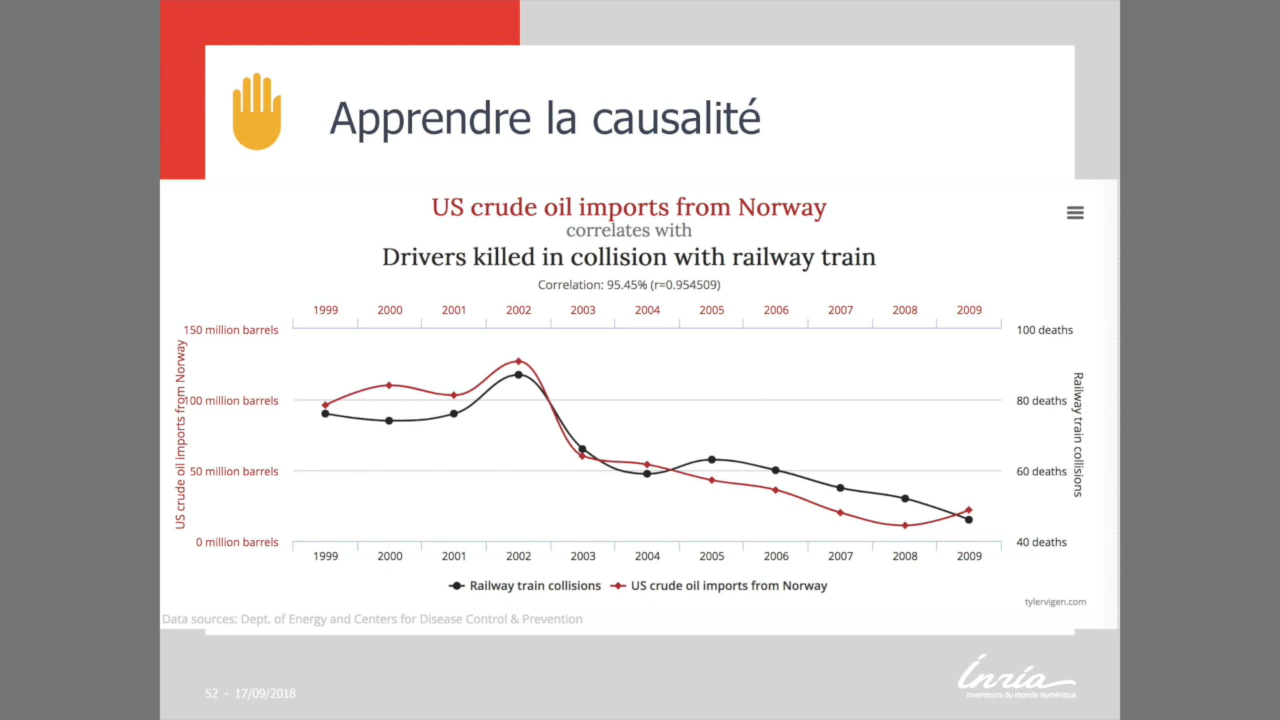 Apprendre la causalité
US crude oil imports from Norway
correlates with
Drivers killed in collision with railway train
Correlation: 95.45% (r=0.954509)
1999 2000 2001 2002 2003 2004 2005 2006 2007 2008 2009
150 million barrels
100 million barrels
50 million barrels
0 million barrels
US crude oil imports from Norway
100 deaths
80 deaths
60 deaths
40 deaths
Railway train collisions
1999 2000 2001 2002 2003 2004 2005 2006 2007 2008 2009
Railway train collisions US crude oil imports from Norway
tylervigen.com
Data sources: Dept. of Energy and Centers for Disease Control & Prevention
52 - 17/09/2018
Inria
inventeurs du monde numérique